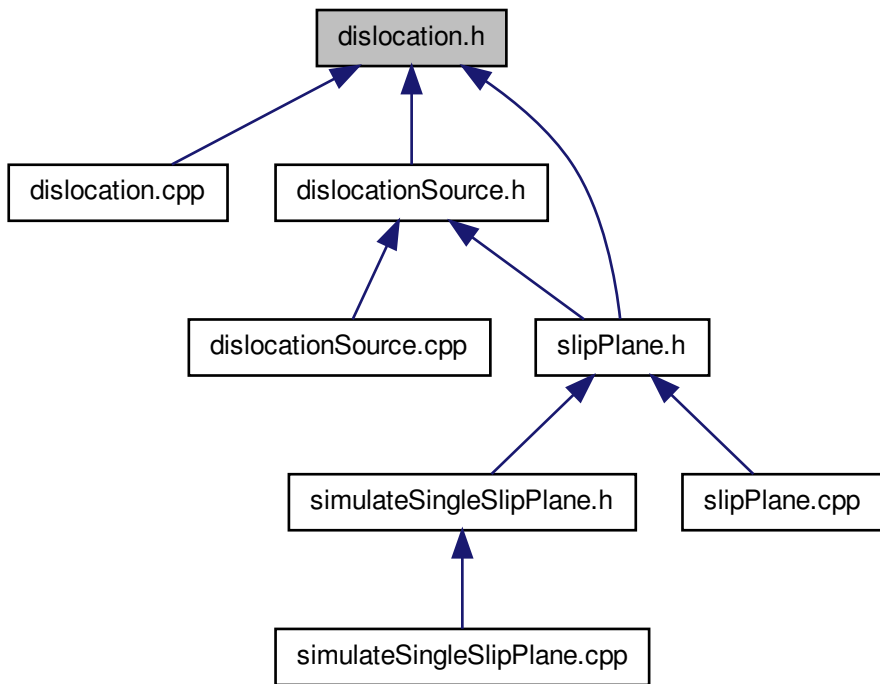 dislocation.h
dislocation.cpp
dislocationSource.h
dislocationSource.cpp
slipPlane.h
simulateSingleSlipPlane.h
slipPlane.cpp
simulateSingleSlipPlane.cpp